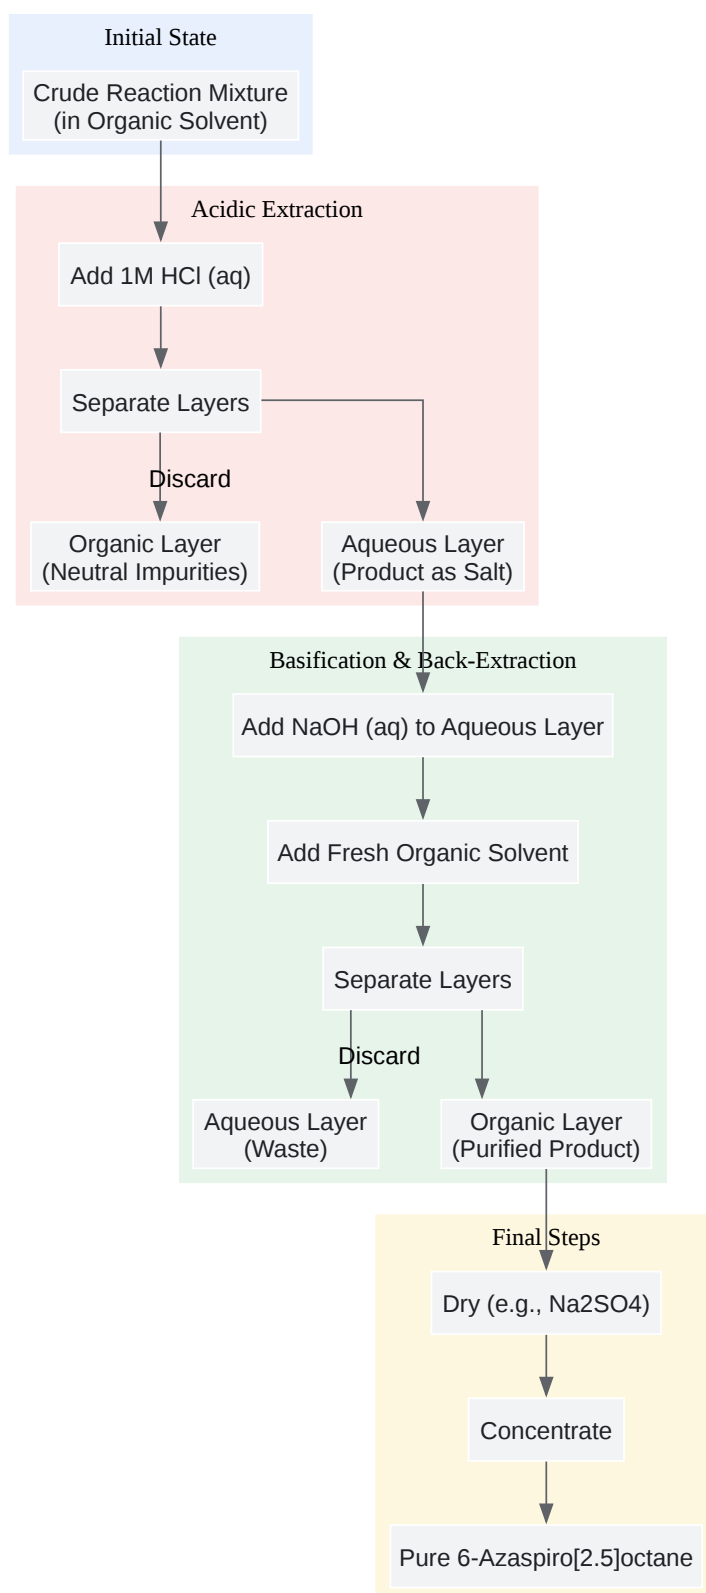 Initial State
Crude Reaction Mixture
(in Organic Solvent)
Acidic Extraction
Add 1M HCl (aq)
Separate Layers
Discard
Organic Layer
(Neutral Impurities)
Aqueous Layer
(Product as Salt)
Basification & Back-Extraction
Add NaOH (aq) to Aqueous Layer
Add Fresh Organic Solvent
Separate Layers
Discard
Aqueous Layer
(Waste)
Organic Layer
(Purified Product)
Final Steps
Dry (e.g., Na2SO4)
Concentrate
Pure 6-Azaspiro[2.5]octane